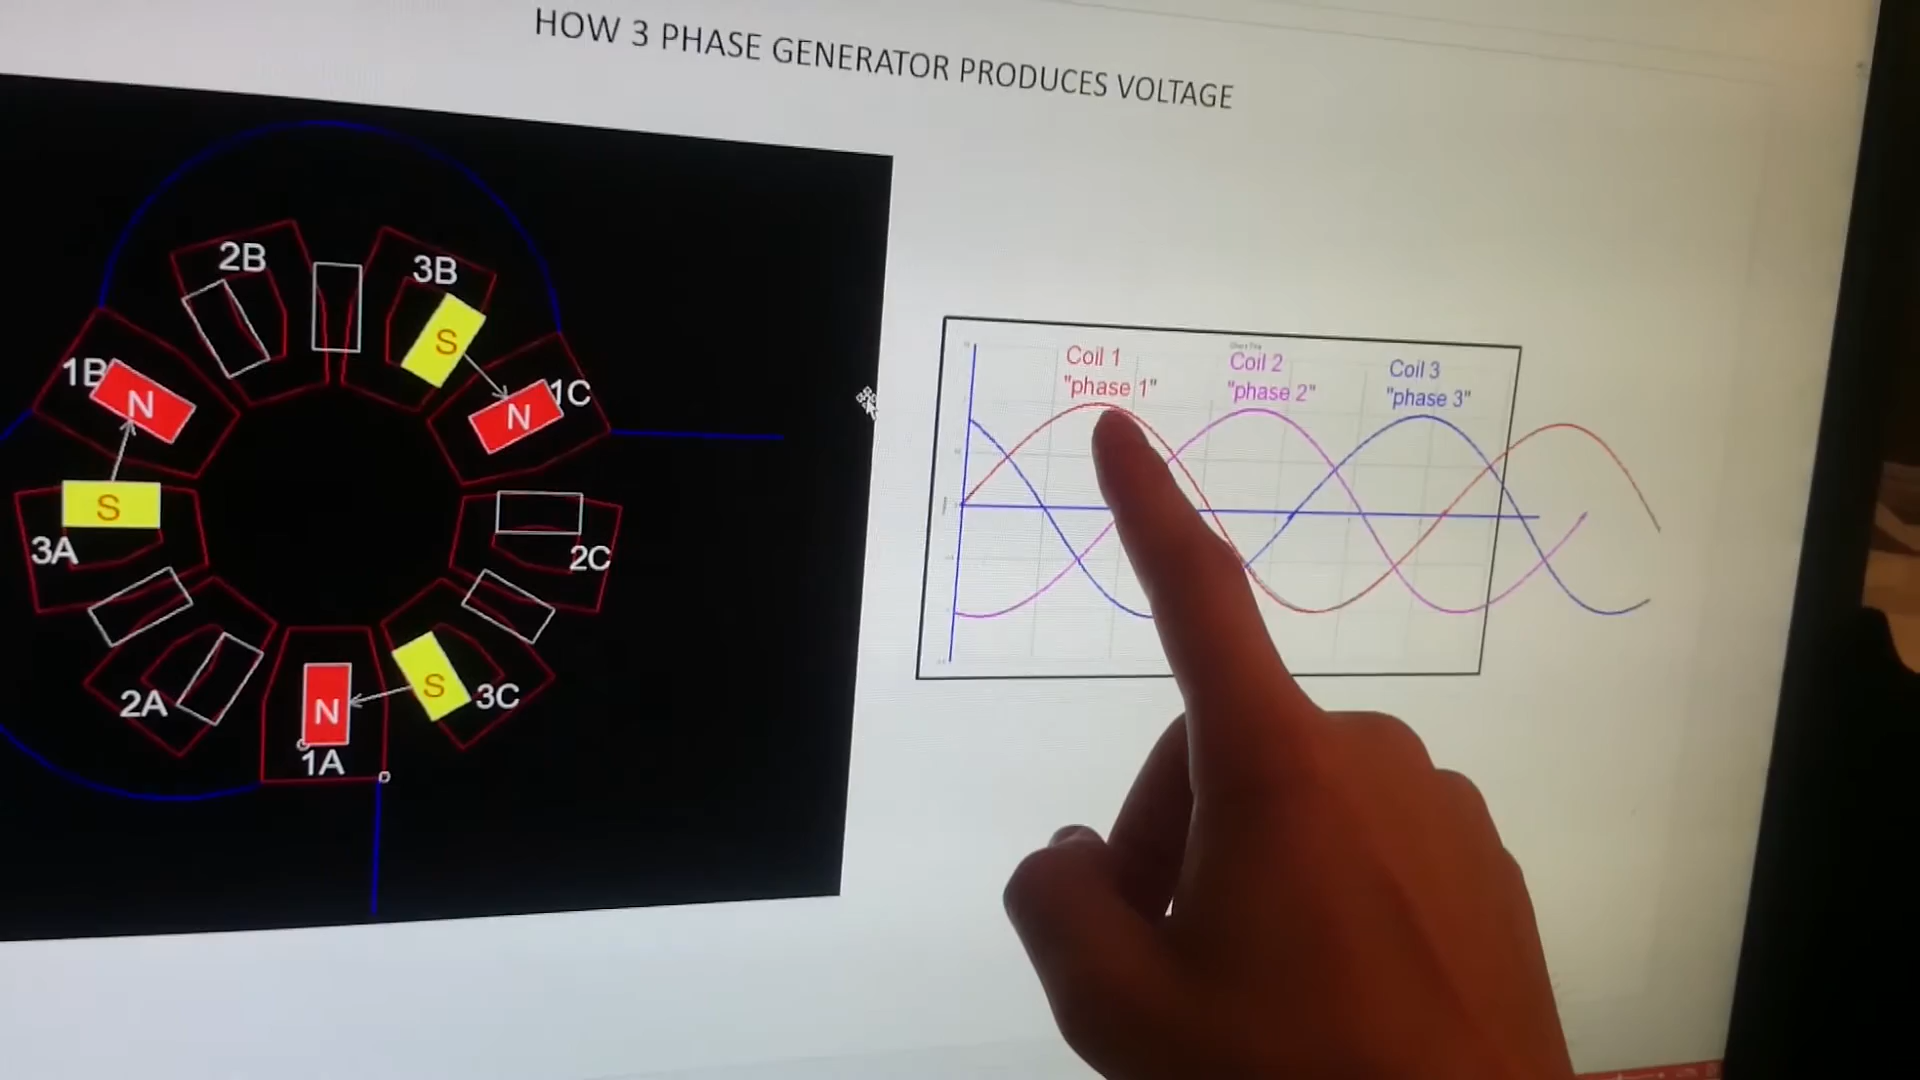 HOW 3 PHASE GENERATOR PRODUCES VOLTAGE
2B
3B
1B
N
S
N
1C
S
3A
2C
2A
N
1A
S
3C
Coil 1
"phase 1"
Coil 2
"phase 2"
Coil 3
"phase 3"